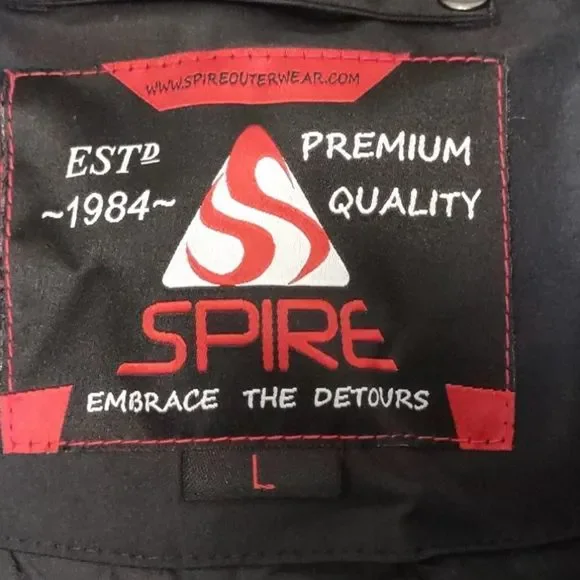 WWW.SPIREOUTERWEAR.COM
ESTD
~1984~
PREMIUM
QUALITY
SPIRE
EMBRACE THE DETOURS
L